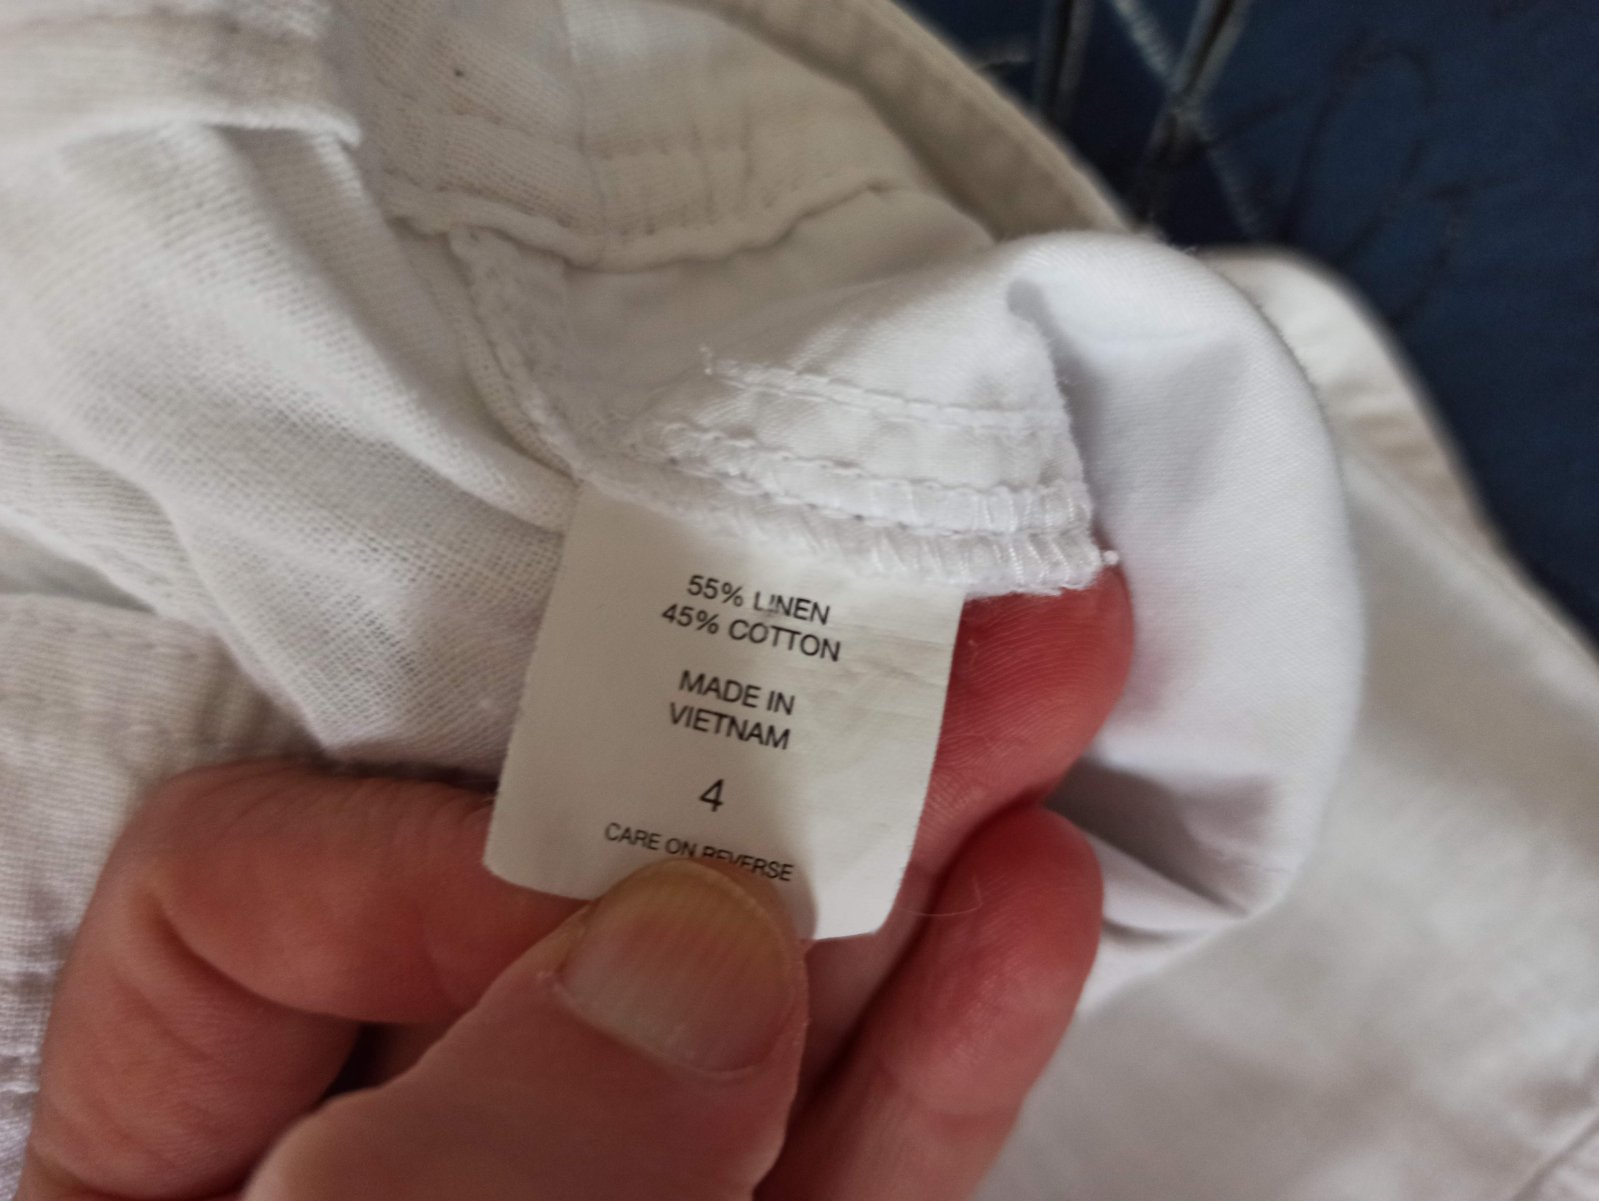 55% LINEN
45% COTTON
MADE IN
VIETNAM
4
CARE ON REVERSE